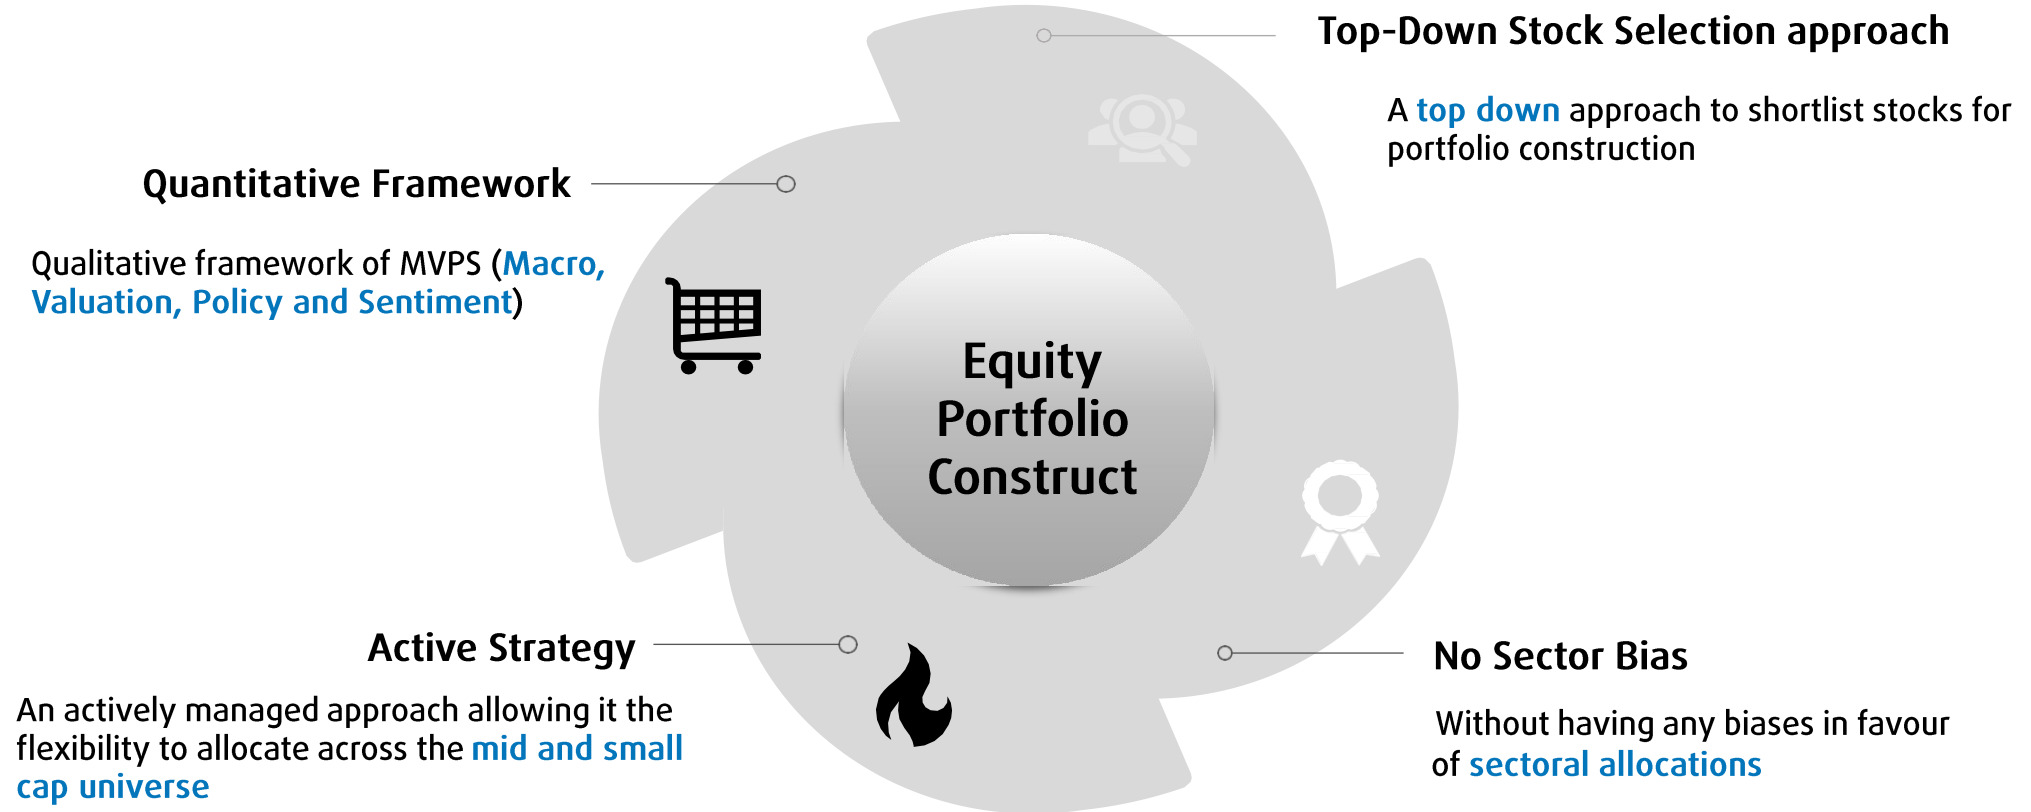 Top-Down Stock Selection approach
A top down approach to shortlist stocks for
portfolio construction
Quantitative Framework
Qualitative framework of MVPS (Macro,
Valuation, Policy and Sentiment)
Equity
Portfolio
Construct
Active Strategy
An actively managed approach allowing it the
flexibility to allocate across the mid and small
cap universe
No Sector Bias
Without having any biases in favour
of sectoral allocations